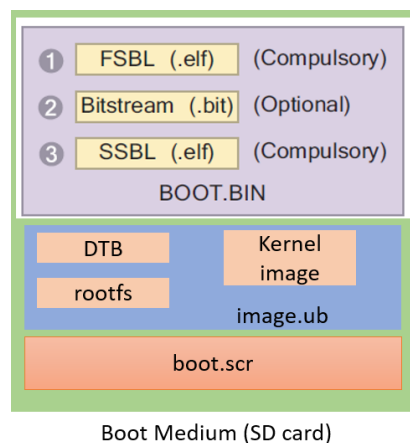 1 FSBL (.elf) (Compulsory)
2 Bitstream (.bit) (Optional)
3 SSBL (.elf) (Compulsory)
BOOT.BIN
DTB
Kernel
image
rootfs
image.ub
boot.scr
Boot Medium (SD card)